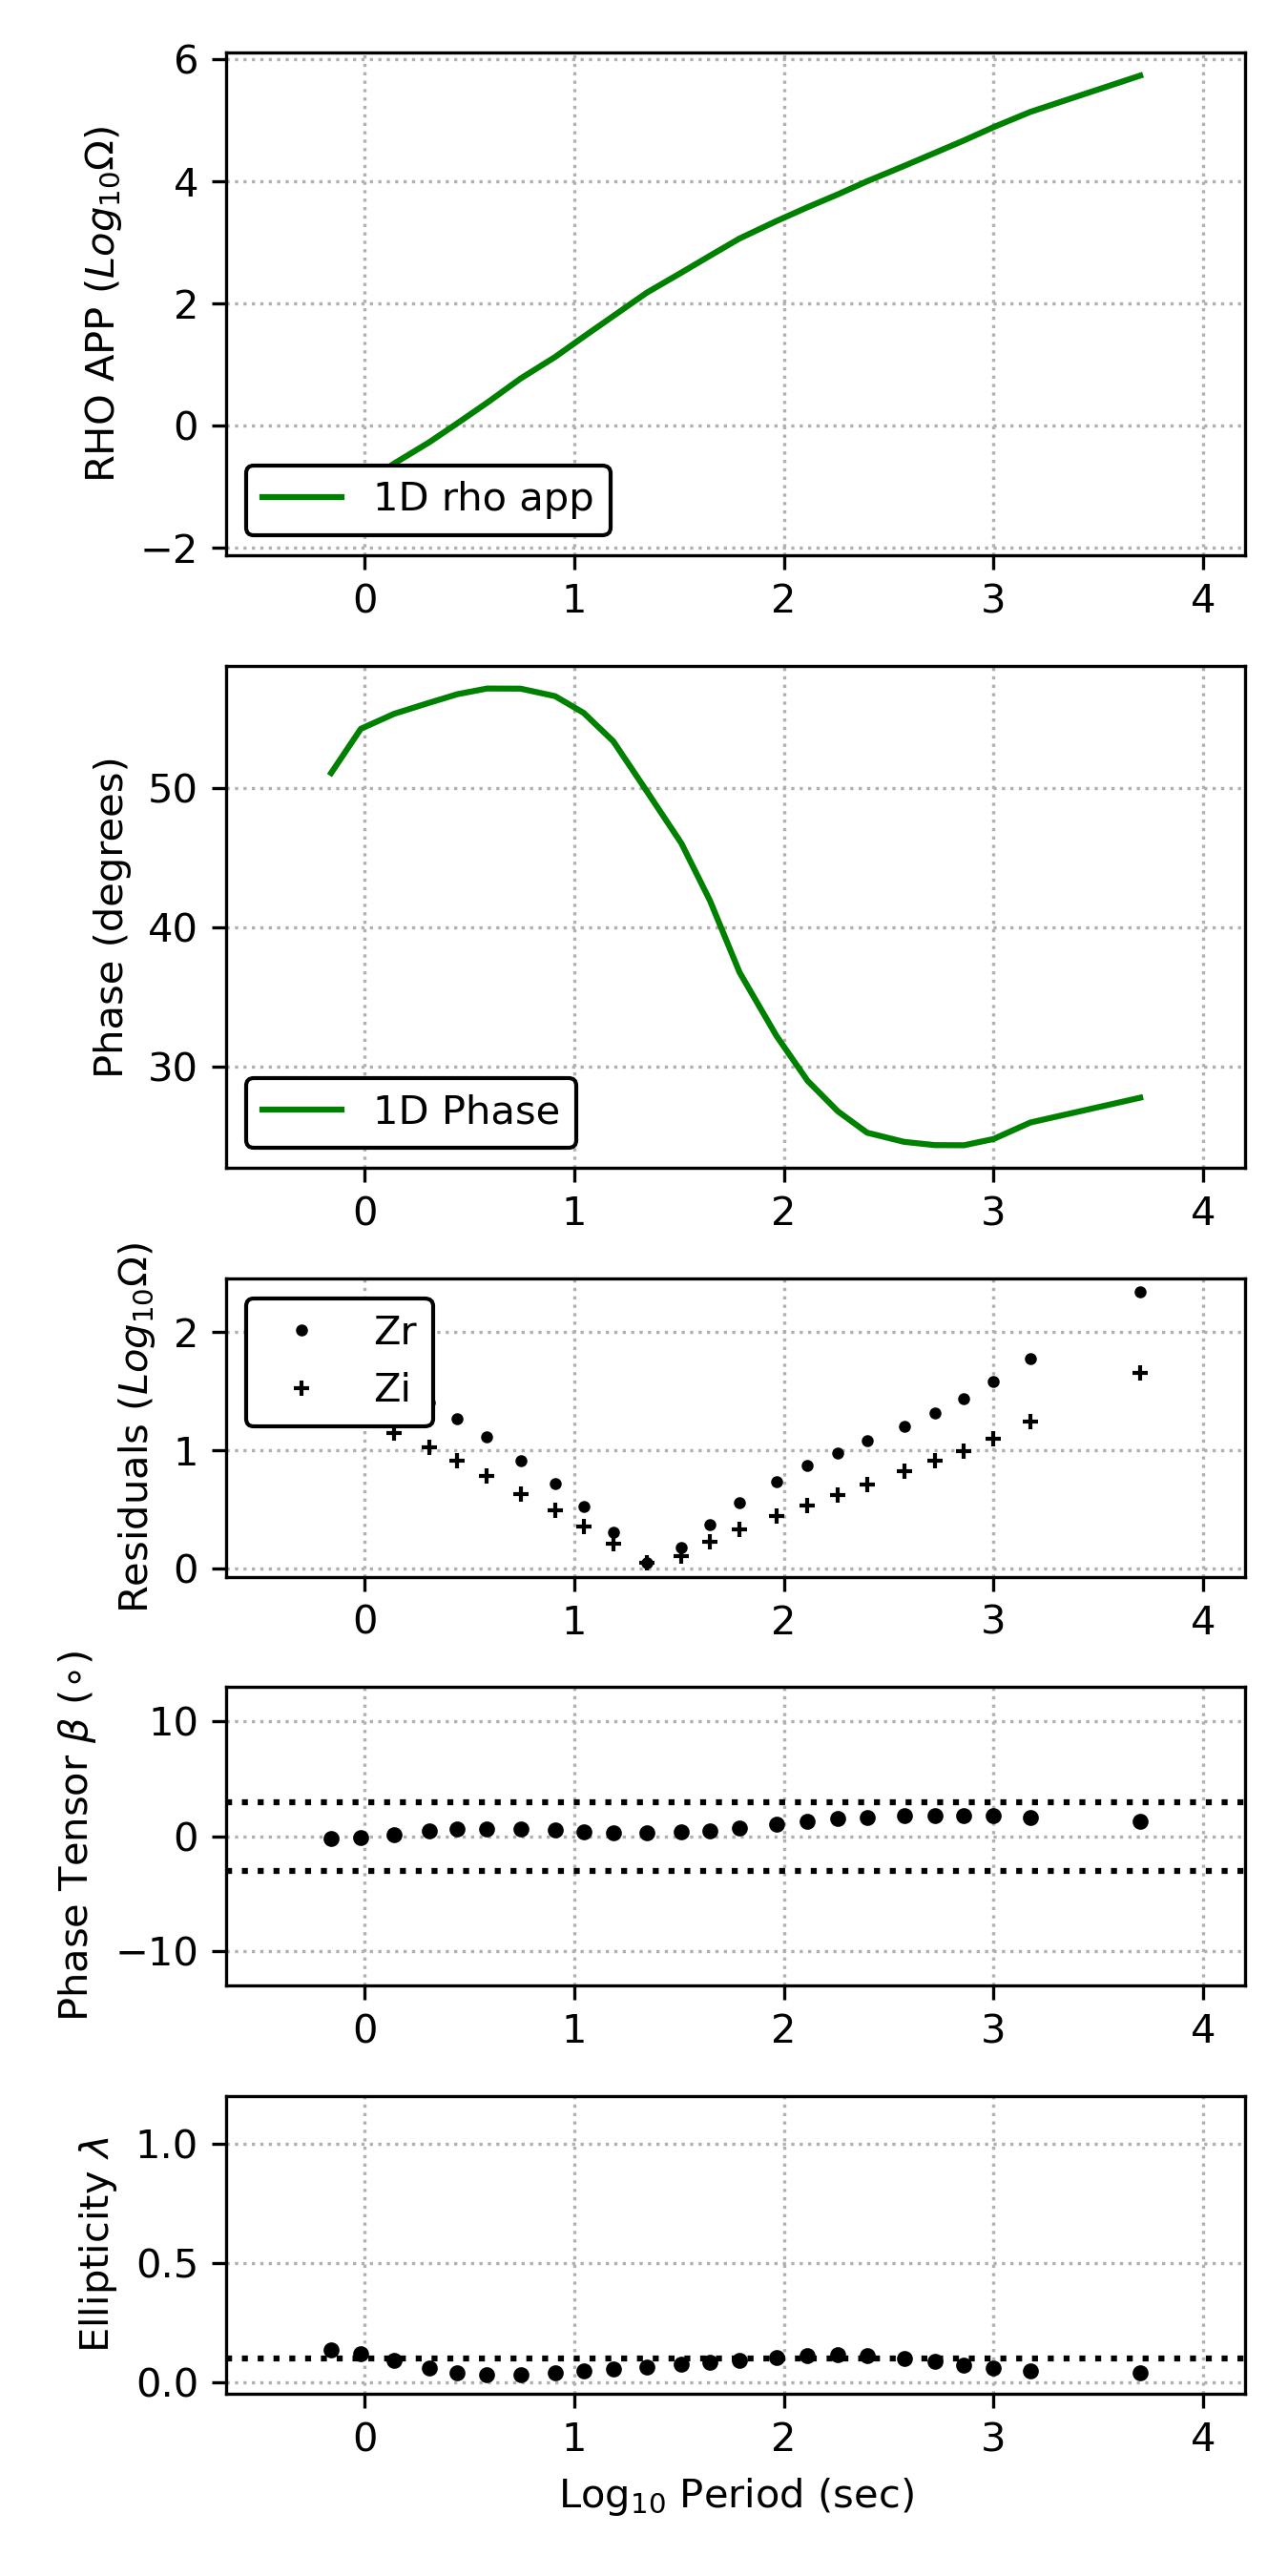 RHO APP (Log₁₀Ω)
6
4
2
0
−2
1D rho app
0 1 2 3 4
Phase (degrees)
50
40
30
1D Phase
0 1 2 3 4
Residuals (Log₁₀Ω)
2
1
0
Zr
Zi
0 1 2 3 4
Phase Tensor β (∘)
10
0
−10
0 1 2 3 4
Ellipticity λ
1.0
0.5
0.0
0 1 2 3 4
Log₁₀ Period (sec)